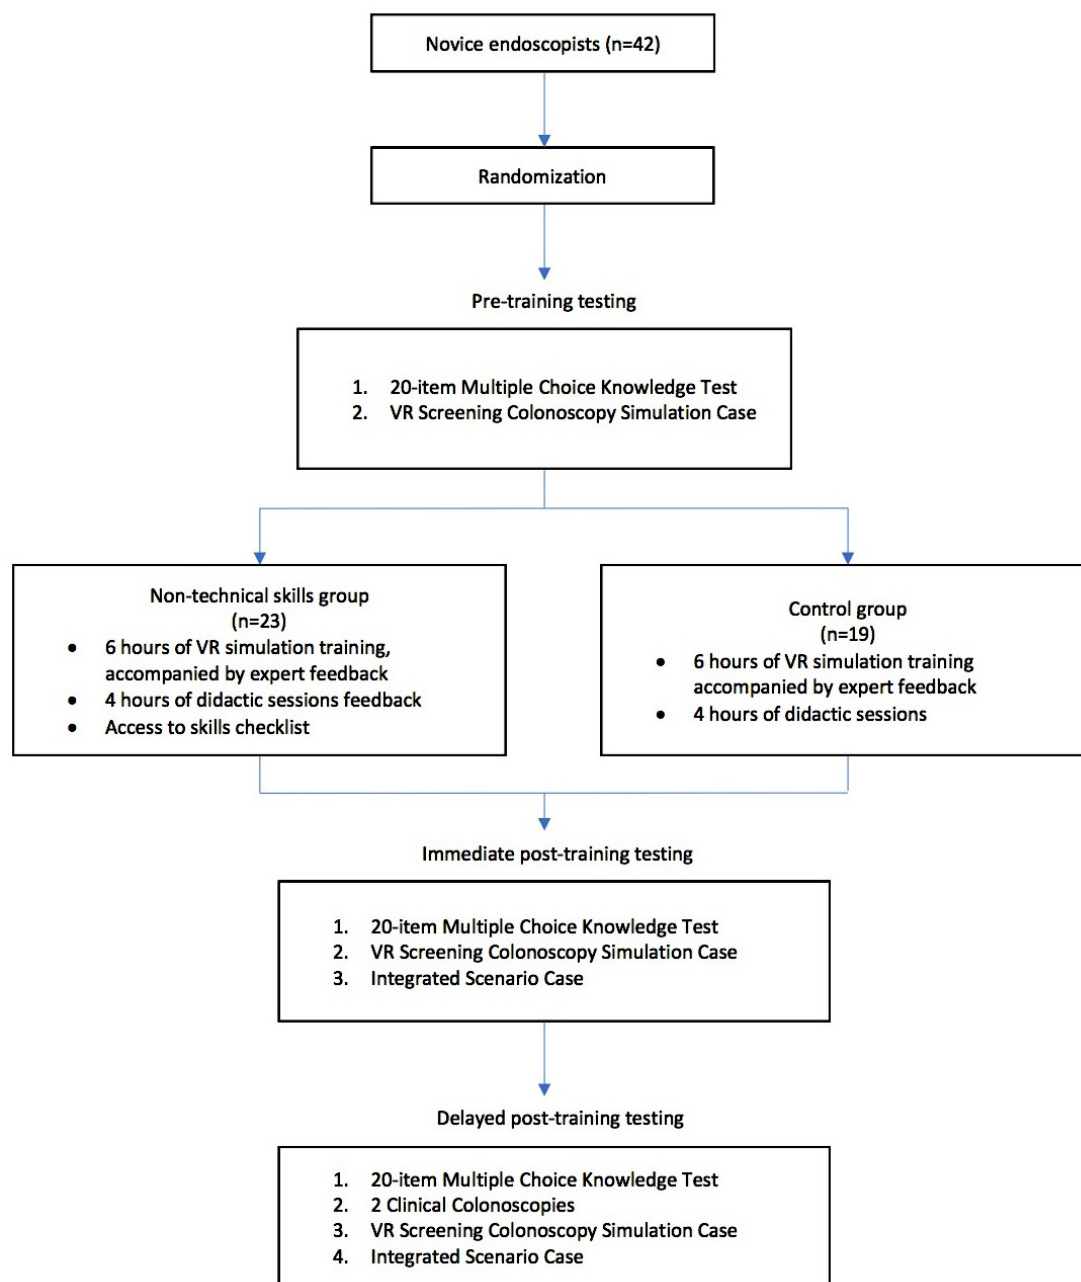 Novice endoscopists (n=42)
Randomization
Pre-training testing
1. 20-item Multiple Choice Knowledge Test
2. VR Screening Colonoscopy Simulation Case
Non-technical skills group
(n=23)
• 6 hours of VR simulation training,
accompanied by expert feedback
• 4 hours of didactic sessions feedback
• Access to skills checklist
Control group
(n=19)
• 6 hours of VR simulation training
accompanied by expert feedback
• 4 hours of didactic sessions
Immediate post-training testing
1. 20-item Multiple Choice Knowledge Test
2. VR Screening Colonoscopy Simulation Case
3. Integrated Scenario Case
Delayed post-training testing
1. 20-item Multiple Choice Knowledge Test
2. 2 Clinical Colonoscopies
3. VR Screening Colonoscopy Simulation Case
4. Integrated Scenario Case